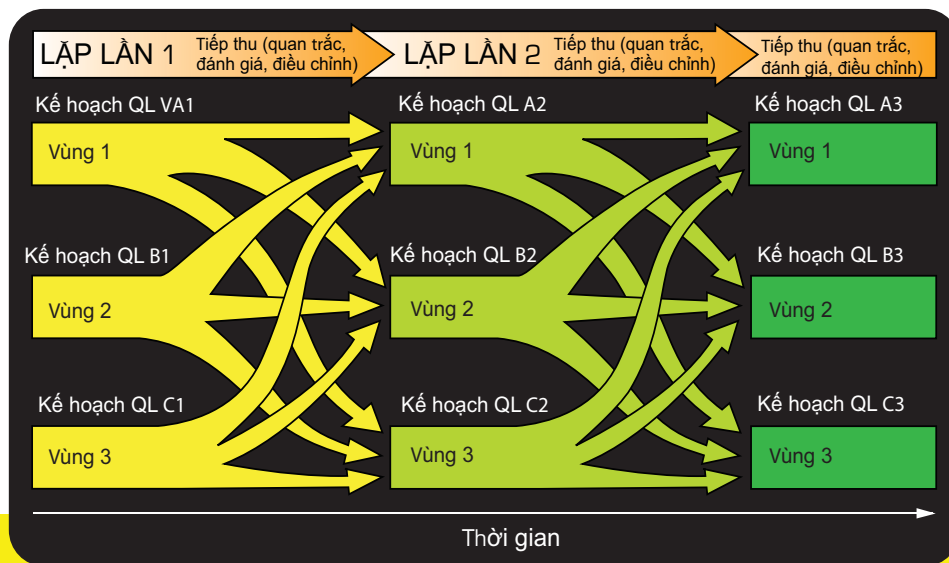 LẶP LẦN 1
Tiếp thu (quan trắc,
đánh giá, điều chỉnh)
LẶP LẦN 2
Tiếp thu (quan trắc,
đánh giá, điều chỉnh)
Tiếp thu (quan trắc,
đánh giá, điều chỉnh)
Kế hoạch QL VA1
Kế hoạch QL A2
Kế hoạch QL A3
Vùng 1
Vùng 1
Vùng 1
Kế hoạch QL B1
Kế hoạch QL B2
Kế hoạch QL B3
Vùng 2
Vùng 2
Vùng 2
Kế hoạch QL C1
Kế hoạch QL C2
Kế hoạch QL C3
Vùng 3
Vùng 3
Vùng 3
Thời gian